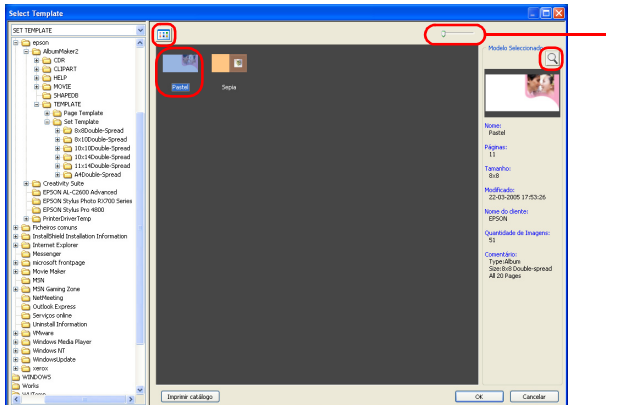 Select Template
SET TEMPLATE
epson
AlbumMaker2
CDR
CLIPART
HELP
MOVIE
SHAPEDB
TEMPLATE
Page Template
Set Template
8x8Double-Spread
8x10Double-Spread
10x10Double-Spread
10x14Double-Spread
11x14Double-Spread
A4Double-Spread
Creativity Suite
EPSON AL-C2600 Advanced
EPSON Stylus Photo RX700 Series
EPSON Stylus Pro 4800
PrinterDriverTemp
Ficheiros comuns
InstallShield Installation Information
Internet Explorer
Messenger
microsoft frontpage
Movie Maker
MSN
MSN Gaming Zone
NetMeeting
Outlook Express
Serviços online
Uninstall Information
VMware
Windows Media Player
Windows NT
WindowsUpdate
xerox
WINDOWS
Works
Pastel
Sepia
Modelo Seleccionado
Nome:
Pastel
Páginas:
11
Tamanho:
8x8
Modificado:
22-03-2005 17:53:26
Nome do cliente:
EPSON
Quantidade de Imagens:
51
Comentário:
Type:Album
Size:8x8 Double-spread
All 20 Pages
Imprimir catálogo
OK
Cancelar